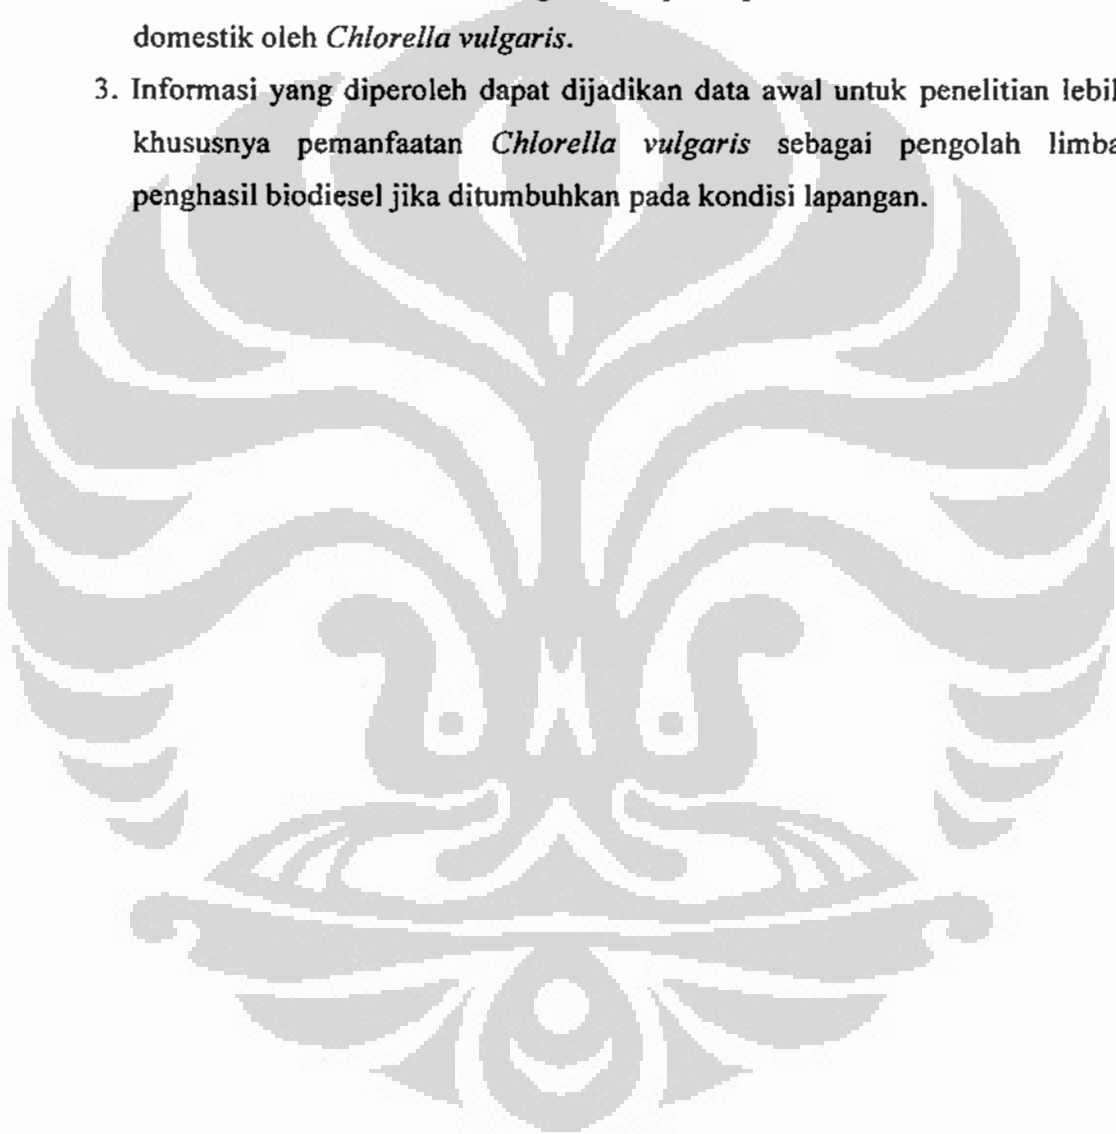 domestik oleh Chlorella vulgaris.
3. Informasi yang diperoleh dapat dijadikan data awal untuk penelitian
khususnya pemanfaatan Chlorella vulgaris sebagai pengolah
penghasil biodiesel jika ditumbuhkan pada kondisi lapangan.